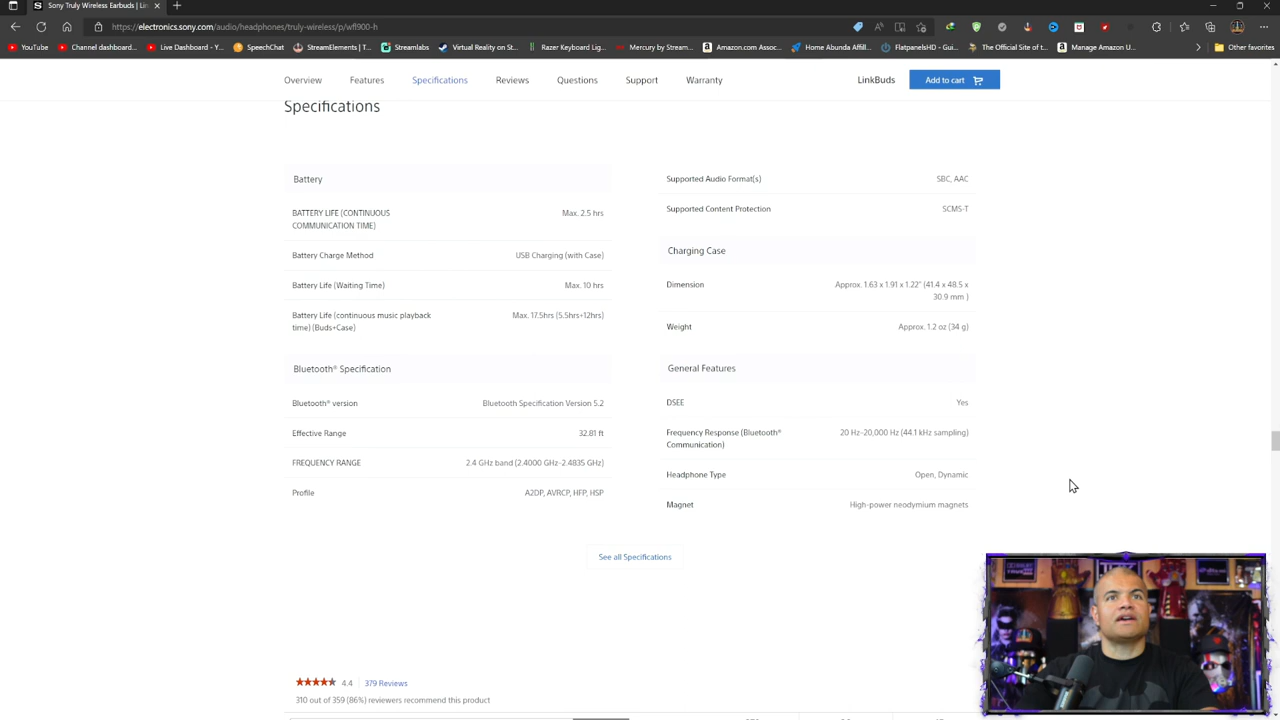 Sony Truly Wireless Earbuds | Lin
https://electronics.sony.com/audio/headphones/truly-wireless/p/wfl900-h
YouTube
Channel dashboard...
Live Dashboard - Y...
SpeechChat
StreamElements | T...
Streamlabs
Virtual Reality on St...
Razer Keyboard Lig...
Mercury by Stream...
Amazon.com Assoc...
Home Abunda Affili...
FlatpanelsHD - Gui...
The Official Site of t...
Manage Amazon U...
Other favorites
Overview
Features
Specifications
Reviews
Questions
Support
Warranty
LinkBuds
Add to cart
Specifications
Battery
BATTERY LIFE (CONTINUOUS
COMMUNICATION TIME)
Max. 2.5 hrs
Battery Charge Method
USB Charging (with Case)
Battery Life (Waiting Time)
Max. 10 hrs
Battery Life (continuous music playback
time) (Buds+Case)
Max. 17.5hrs (5.5hrs+12hrs)
Bluetooth® Specification
Bluetooth® version
Bluetooth Specification Version 5.2
Effective Range
32.81 ft
FREQUENCY RANGE
2.4 GHz band (2.4000 GHz–2.4835 GHz)
Profile
A2DP, AVRCP, HFP, HSP
Supported Audio Format(s)
SBC, AAC
Supported Content Protection
SCMS-T
Charging Case
Dimension
Approx. 1.63 x 1.91 x 1.22" (41.4 x 48.5 x
30.9 mm )
Weight
Approx. 1.2 oz (34 g)
General Features
DSEE
Yes
Frequency Response (Bluetooth®
Communication)
20 Hz–20,000 Hz (44.1 kHz sampling)
Headphone Type
Open, Dynamic
Magnet
High-power neodymium magnets
See all Specifications
4.4
379 Reviews
310 out of 359 (86%) reviewers recommend this product